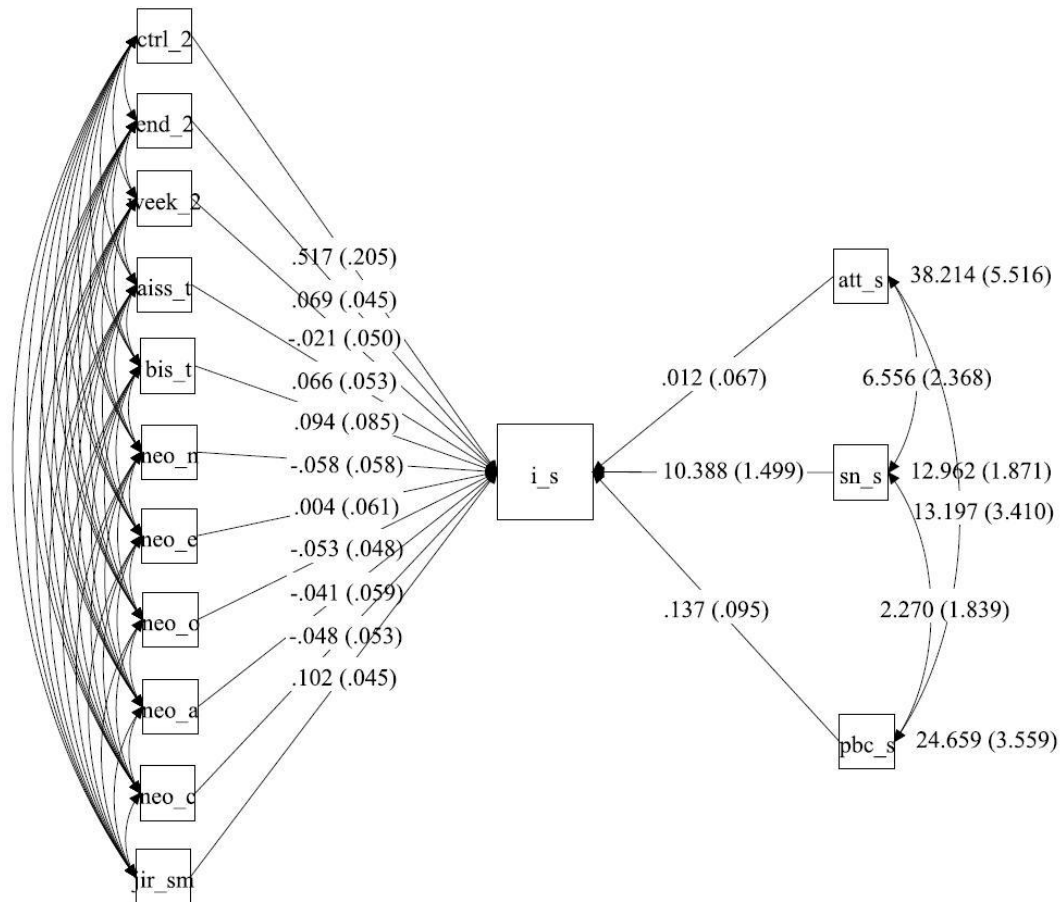 ctrl_2
end_2
week_2
aiss_t
bis_t
neo_n
neo_e
neo_o
neo_a
neo_c
jir_sm
.517 (.205)
.069 (.045)
-.021 (.050)
.066 (.053)
.094 (.085)
-.058 (.058)
.004 (.061)
-.053 (.048)
-.041 (.059)
-.048 (.053)
.102 (.045)
i_s
.012 (.067)
10.388 (1.499)
.137 (.095)
att_s
sn_s
pbc_s
38.214 (5.516)
6.556 (2.368)
12.962 (1.871)
13.197 (3.410)
2.270 (1.839)
24.659 (3.559)